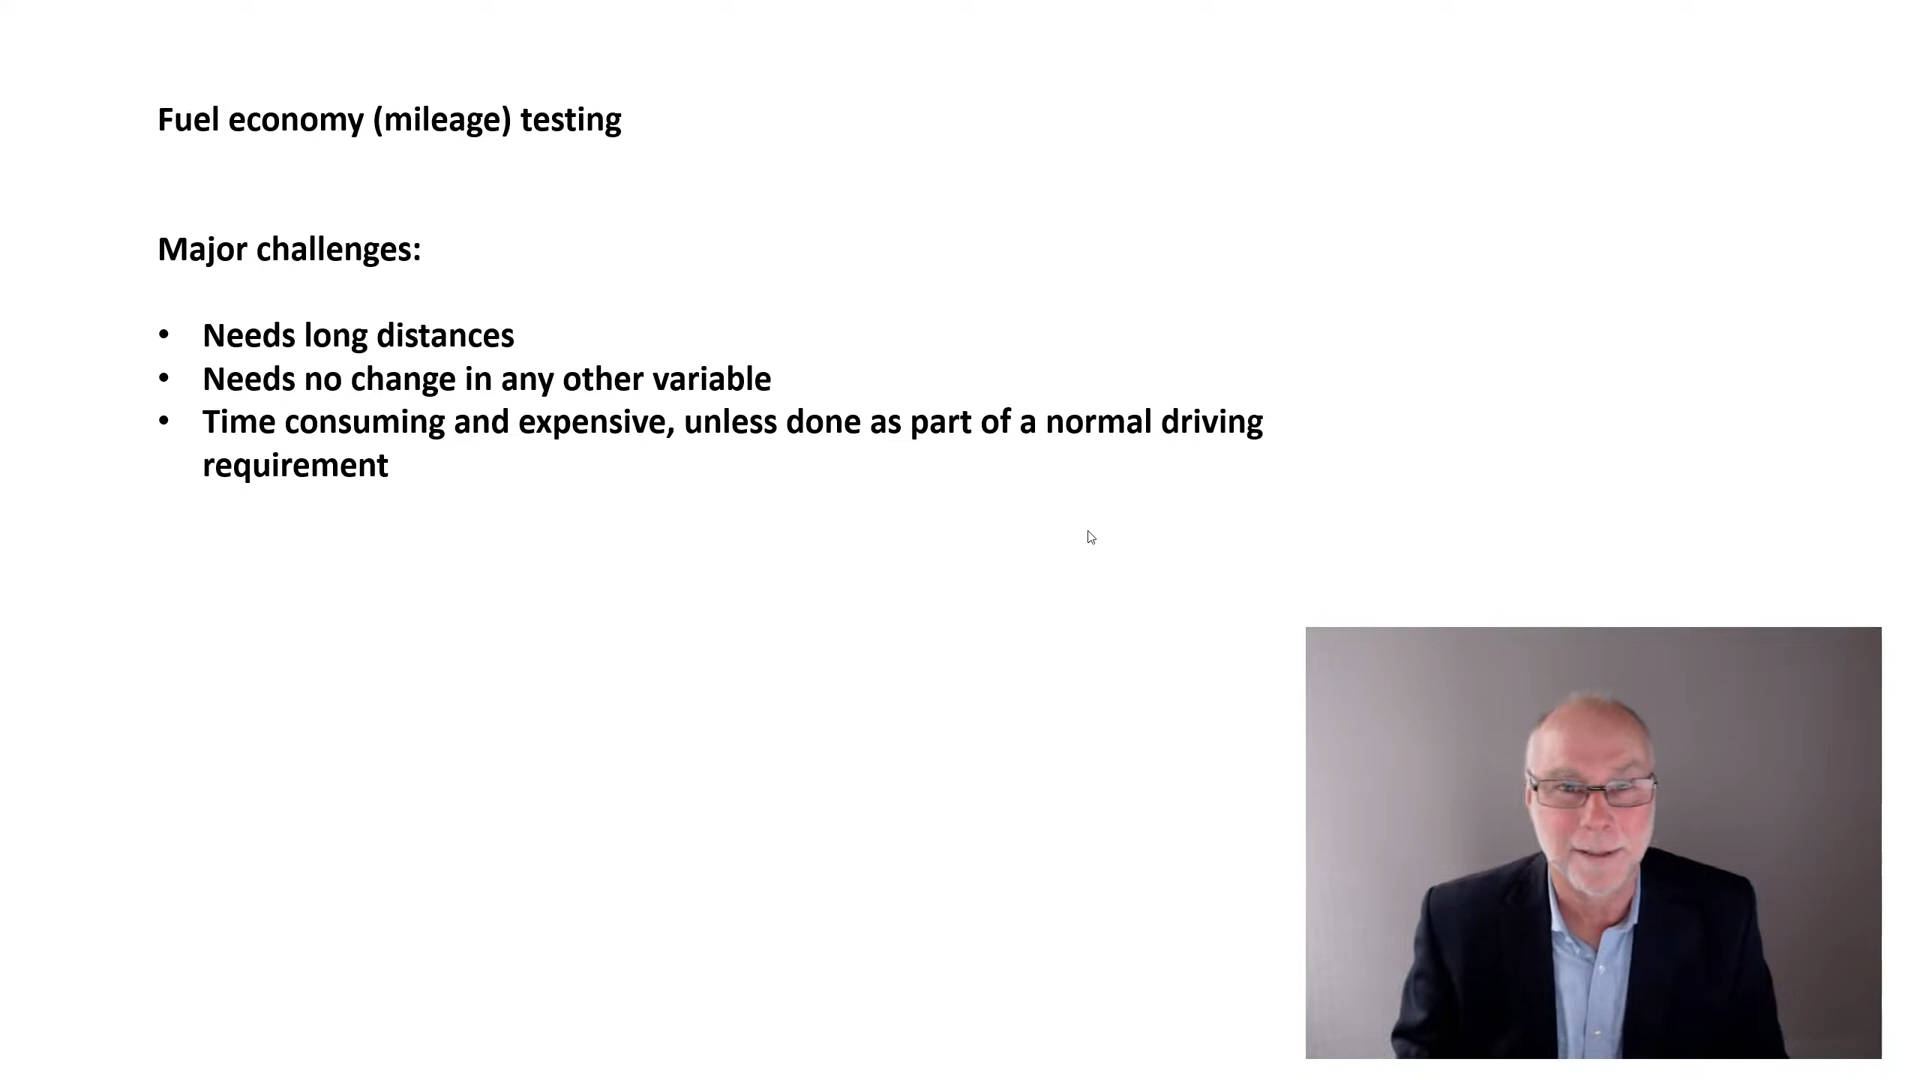 Fuel economy (mileage) testing
Major challenges:
• Needs long distances
• Needs no change in any other variable
• Time consuming and expensive, unless done as part of a normal driving
requirement